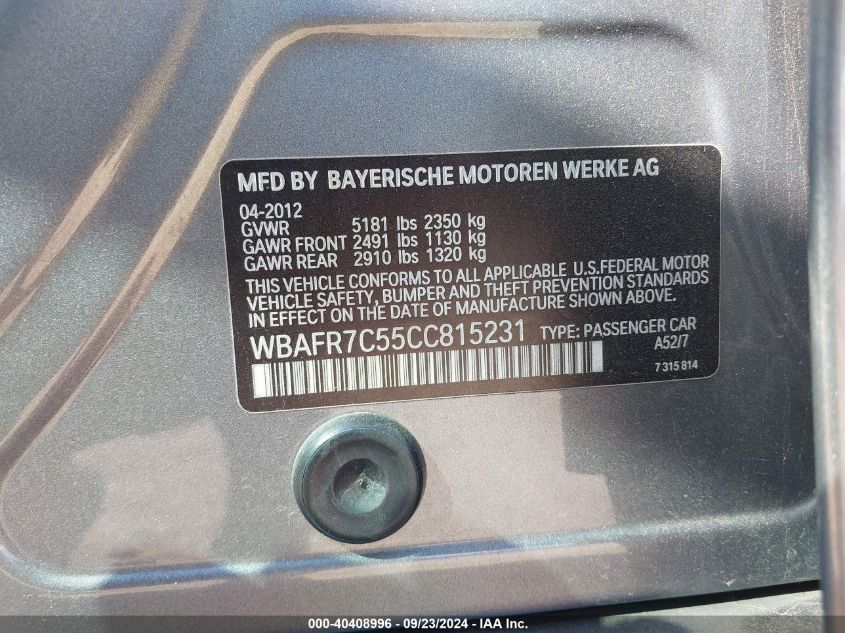 MFD BY BAYERISCHE MOTOREN WERKE AG
04-2012
GVWR 5181 lbs 2350 kg
GAWR FRONT 2491 lbs 1130 kg
GAWR REAR 2910 lbs 1320 kg
THIS VEHICLE CONFORMS TO ALL APPLICABLE U.S.FEDERAL MOTOR
VEHICLE SAFETY, BUMPER AND THEFT PREVENTION STANDARDS
IN EFFECT ON THE DATE OF MANUFACTURE SHOWN ABOVE.
WBAFR7C55CC815231 TYPE: PASSENGER CAR
A52/7
7 315 814
000-40408996 - 09/23/2024 - © IAA Holdings, LLC.